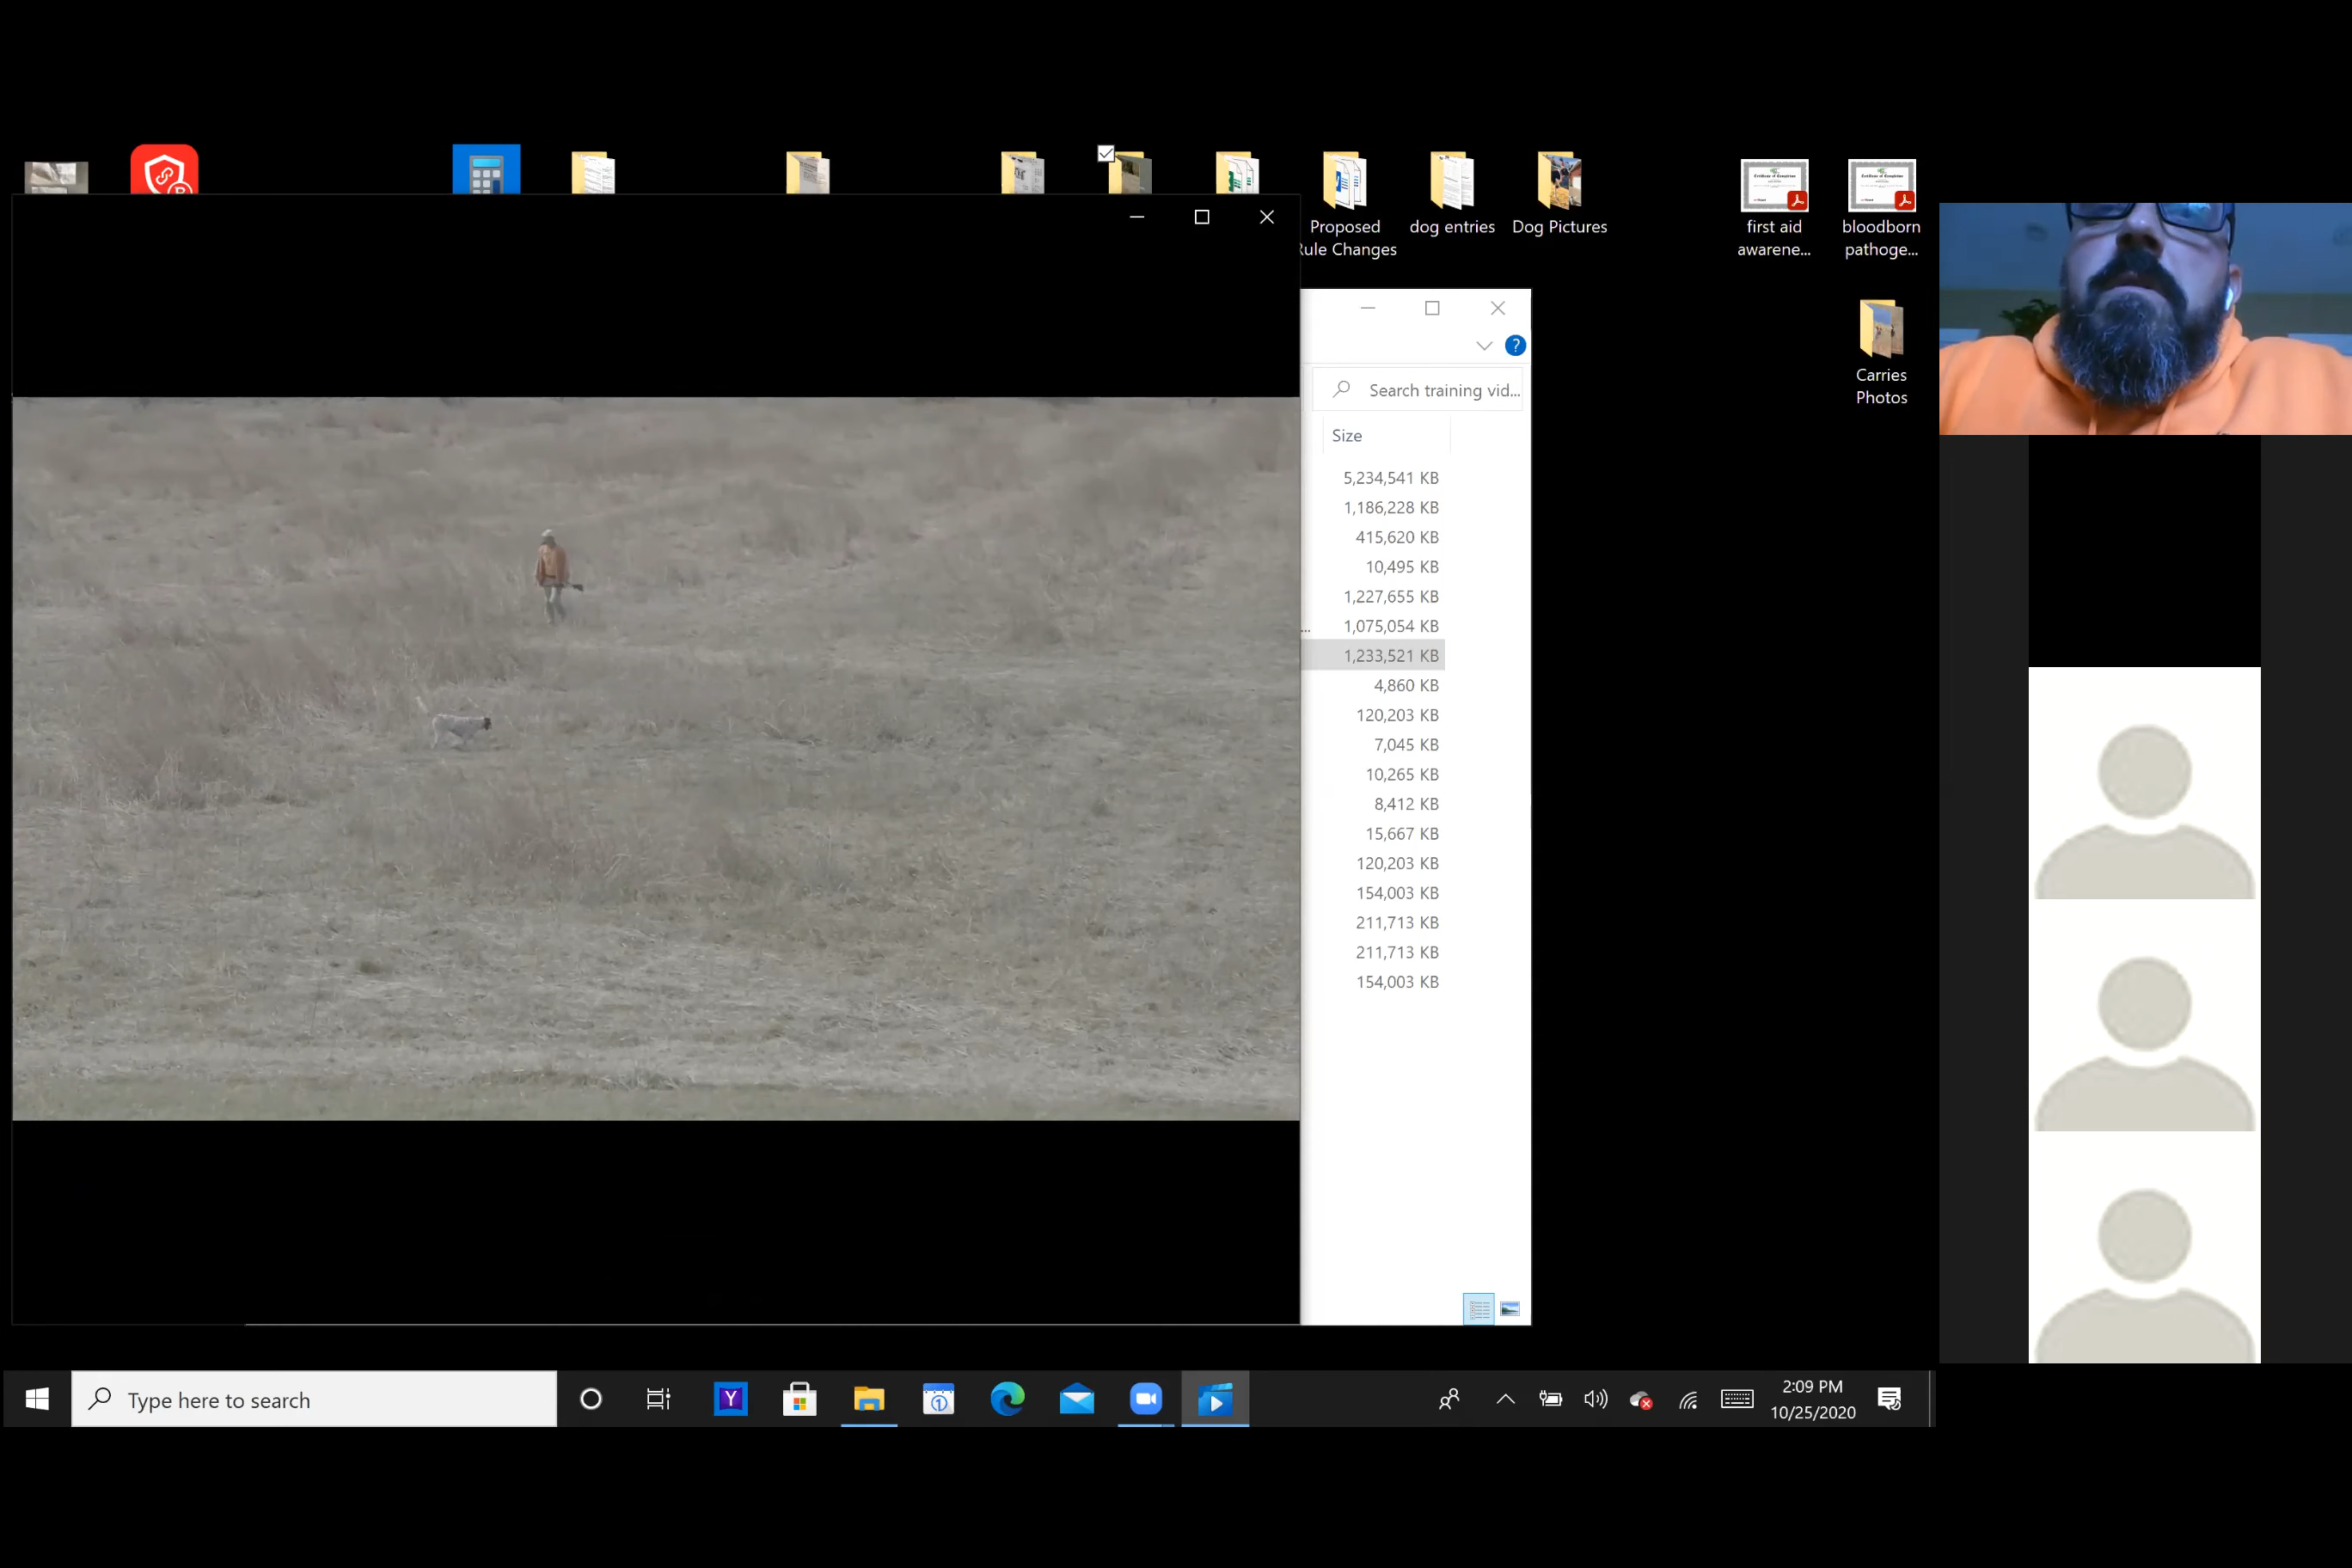 Proposed
Rule Changes
dog entries
Dog Pictures
first aid
awarene...
bloodborn
pathoge...
Carries
Photos
?
Search training vid...
Size
5,234,541 KB
1,186,228 KB
415,620 KB
10,495 KB
1,227,655 KB
... 1,075,054 KB
1,233,521 KB
4,860 KB
120,203 KB
7,045 KB
10,265 KB
8,412 KB
15,667 KB
120,203 KB
154,003 KB
211,713 KB
211,713 KB
154,003 KB
Type here to search
Y
2:09 PM
10/25/2020